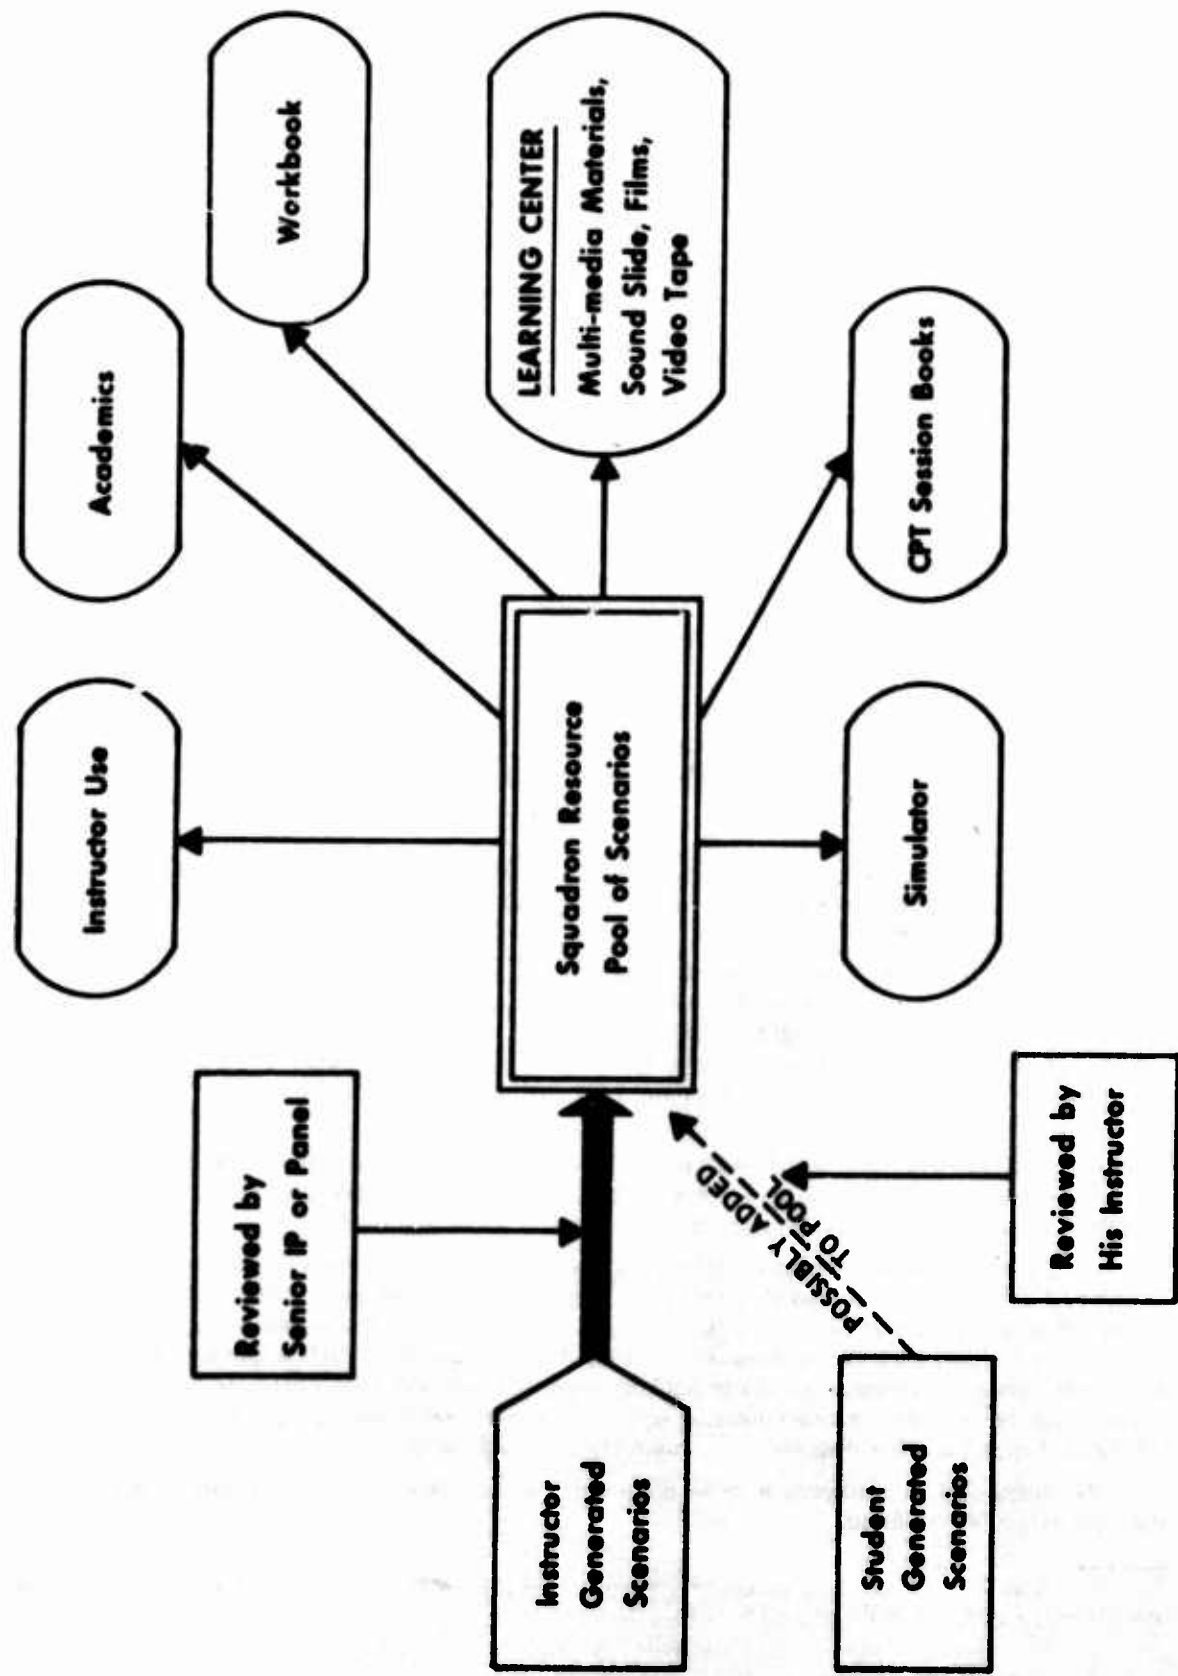 Instructor Use
Academics
Workbook
LEARNING CENTER
Multi-media Materials,
Sound Slide, Films,
Video Tape
Reviewed by
Senior IP or Panel
Instructor
Generated
Scenarios
Squadron Resource
Pool of Scenarios
POSSIBLY ADDED
TO POOL
Student
Generated
Scenarios
Reviewed by
His Instructor
Simulator
CPT Session Books